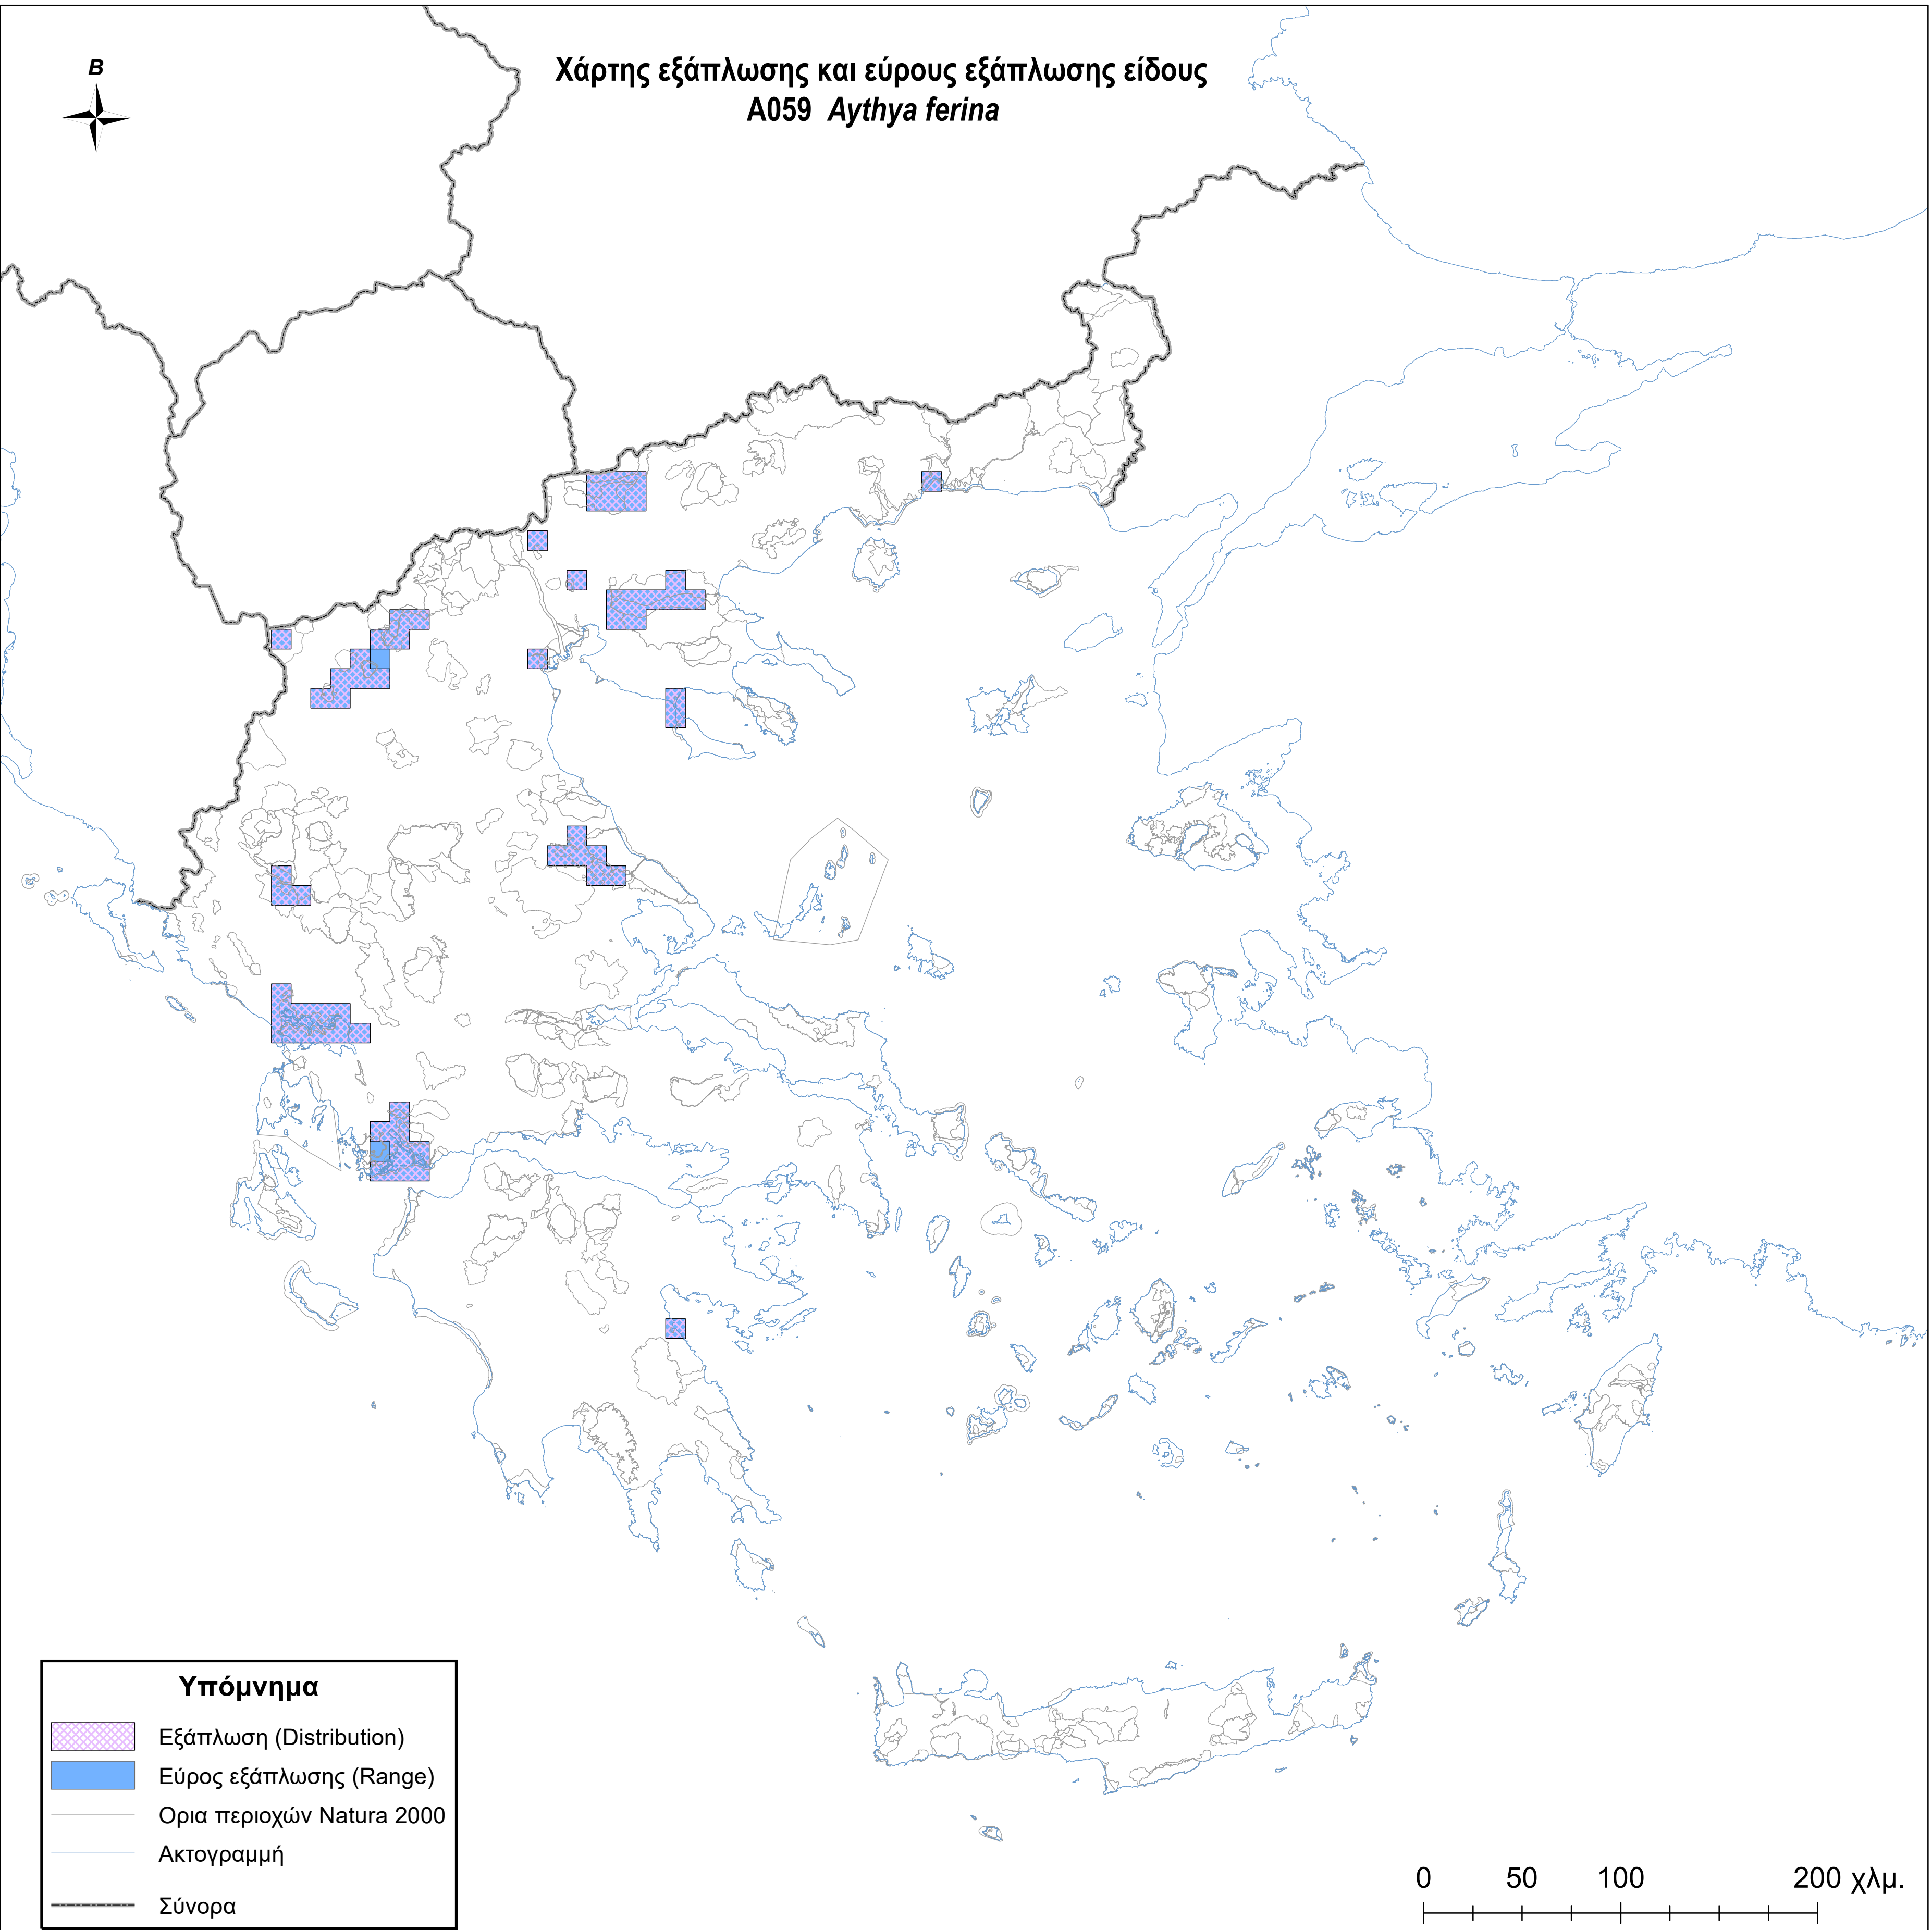 Β
Χάρτης εξάπλωσης και εύρους εξάπλωσης είδους
A059 Aythya ferina
Υπόμνημα
Εξάπλωση (Distribution)
Εύρος εξάπλωσης (Range)
Ορια περιοχών Natura 2000
Ακτογραμμή
Σύνορα
0 50 100 200 χλμ.